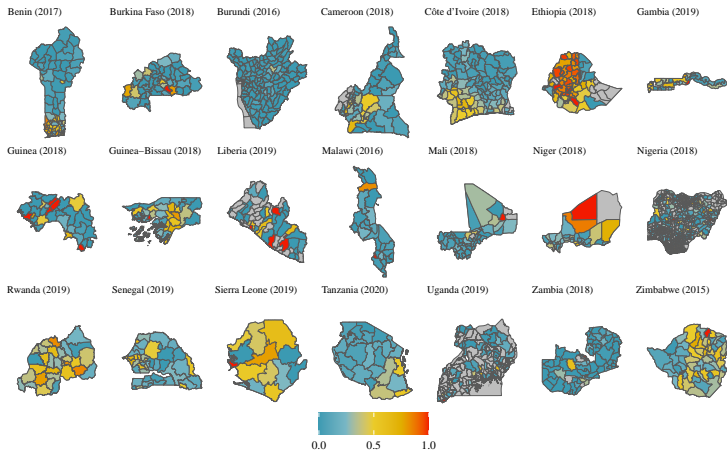 Benin (2017) Burkina Faso (2018) Burundi (2016) Cameroon (2018) Côte d'Ivoire (2018) Ethiopia (2018) Gambia (2019)
Guinea (2018) Guinea−Bissau (2018) Liberia (2019) Malawi (2016) Mali (2018) Niger (2018) Nigeria (2018)
Rwanda (2019) Senegal (2019) Sierra Leone (2019) Tanzania (2020) Uganda (2019) Zambia (2018) Zimbabwe (2015)
0.0 0.5 1.0